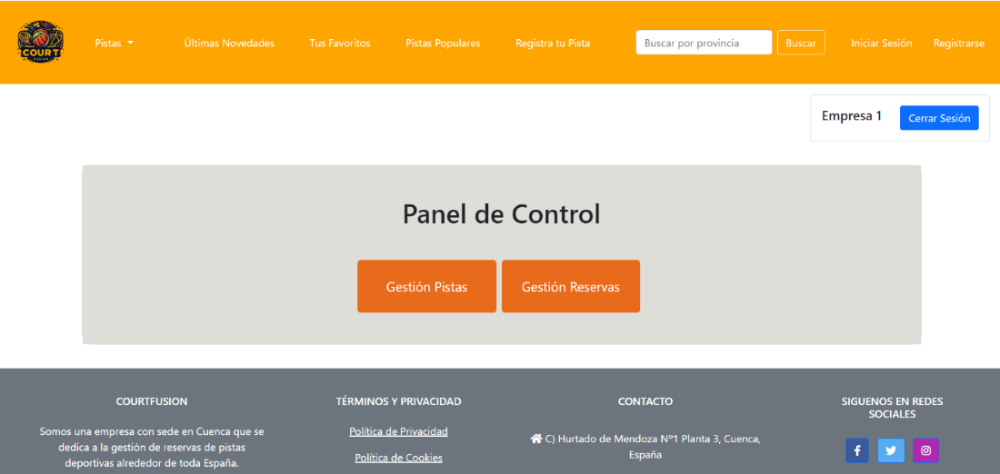 COURT
FUSION
Pistas
Últimas Novedades
Tus Favoritos
Pistas Populares
Registra tu Pista
Buscar por provincia
Buscar
Iniciar Sesión
Registrarse
Empresa 1
Cerrar Sesión
Panel de Control
Gestión Pistas
Gestión Reservas
COURTFUSION
Somos una empresa con sede en Cuenca que se
dedica a la gestión de reservas de pistas
deportivas alrededor de toda España.
TÉRMINOS Y PRIVACIDAD
Política de Privacidad
Política de Cookies
CONTACTO
C) Hurtado de Mendoza Nº1 Planta 3, Cuenca,
España
SIGUENOS EN REDES
SOCIALES